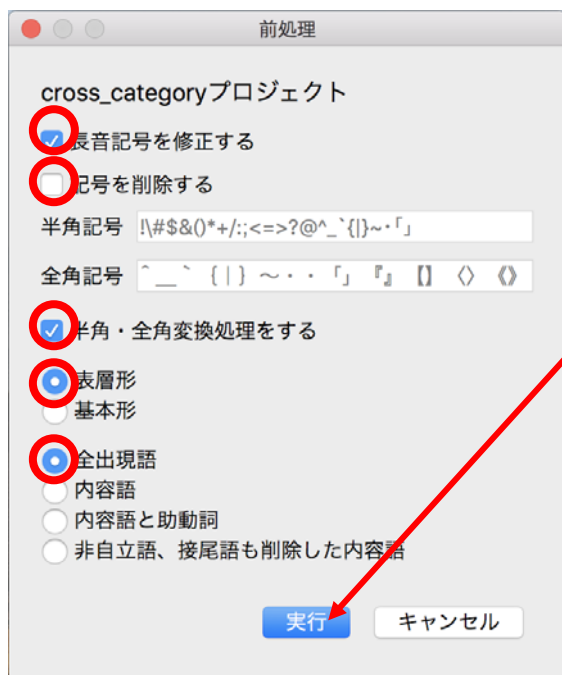 前処理
cross_categoryプロジェクト
長音記号を修正する
記号を削除する
半角記号 !\#$&()*+/:;<=>?@^_`{|}~・「」
全角記号 ＾＿｀｛｜｝～・・「」『』【】〈〉《》
半角・全角変換処理をする
表層形
基本形
全出現語
内容語
内容語と助動詞
非自立語、接尾語も削除した内容語
実行 キャンセル